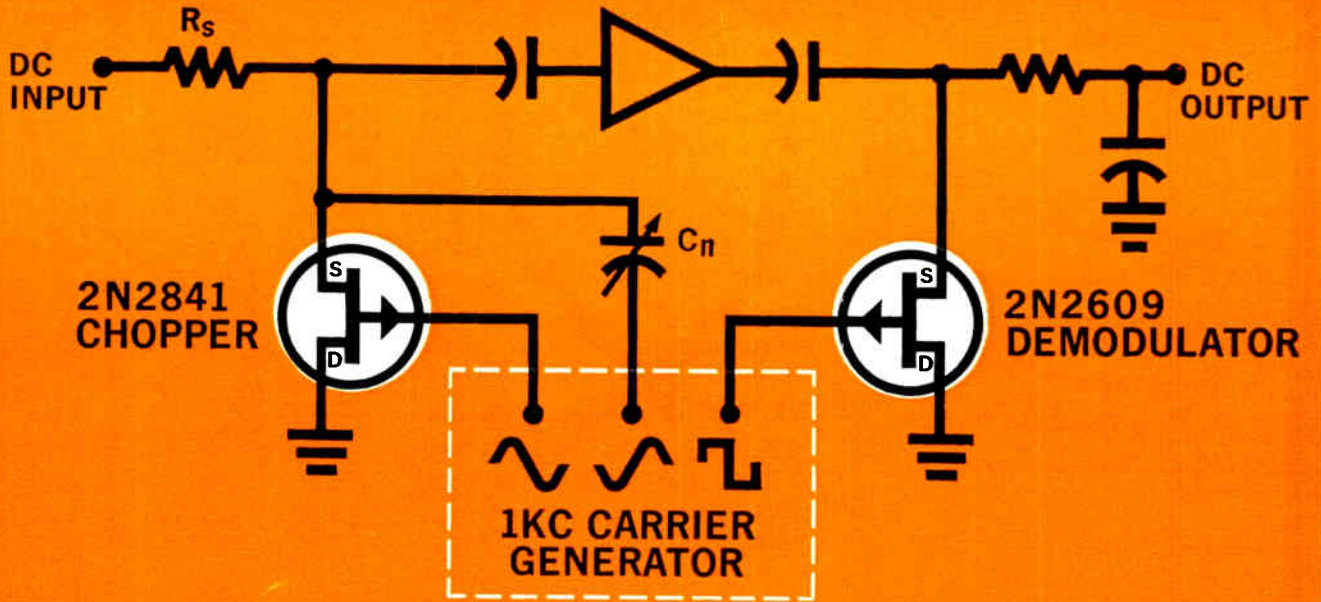 Rs
DC
INPUT
DC
OUTPUT
Cn
S
D
2N2841
CHOPPER
S
D
2N2609
DEMODULATOR
1KC CARRIER
GENERATOR